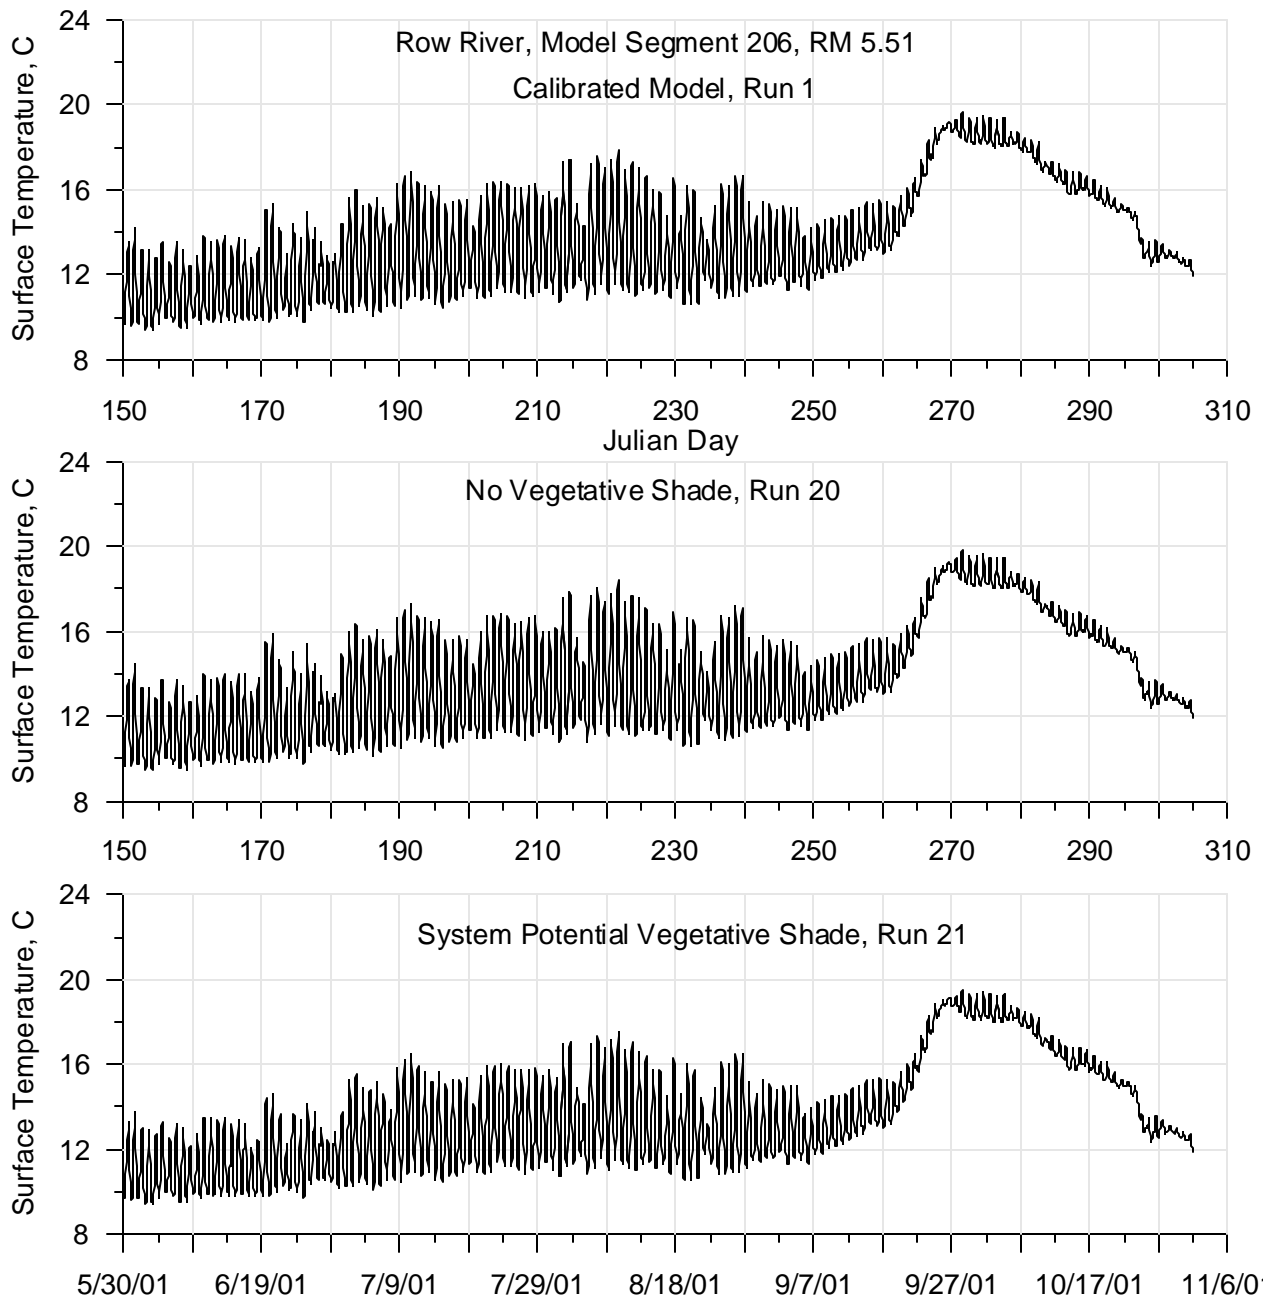 24
Row River, Model Segment 206, RM 5.51
Calibrated Model, Run 1
20
16
12
8
Surface Temperature, C
150 170 190 210 230 250 270 290 310
Julian Day
24
No Vegetative Shade, Run 20
20
16
12
8
Surface Temperature, C
150 170 190 210 230 250 270 290 310
24
System Potential Vegetative Shade, Run 21
20
16
12
8
Surface Temperature, C
5/30/01 6/19/01 7/9/01 7/29/01 8/18/01 9/7/01 9/27/01 10/17/01 11/6/0